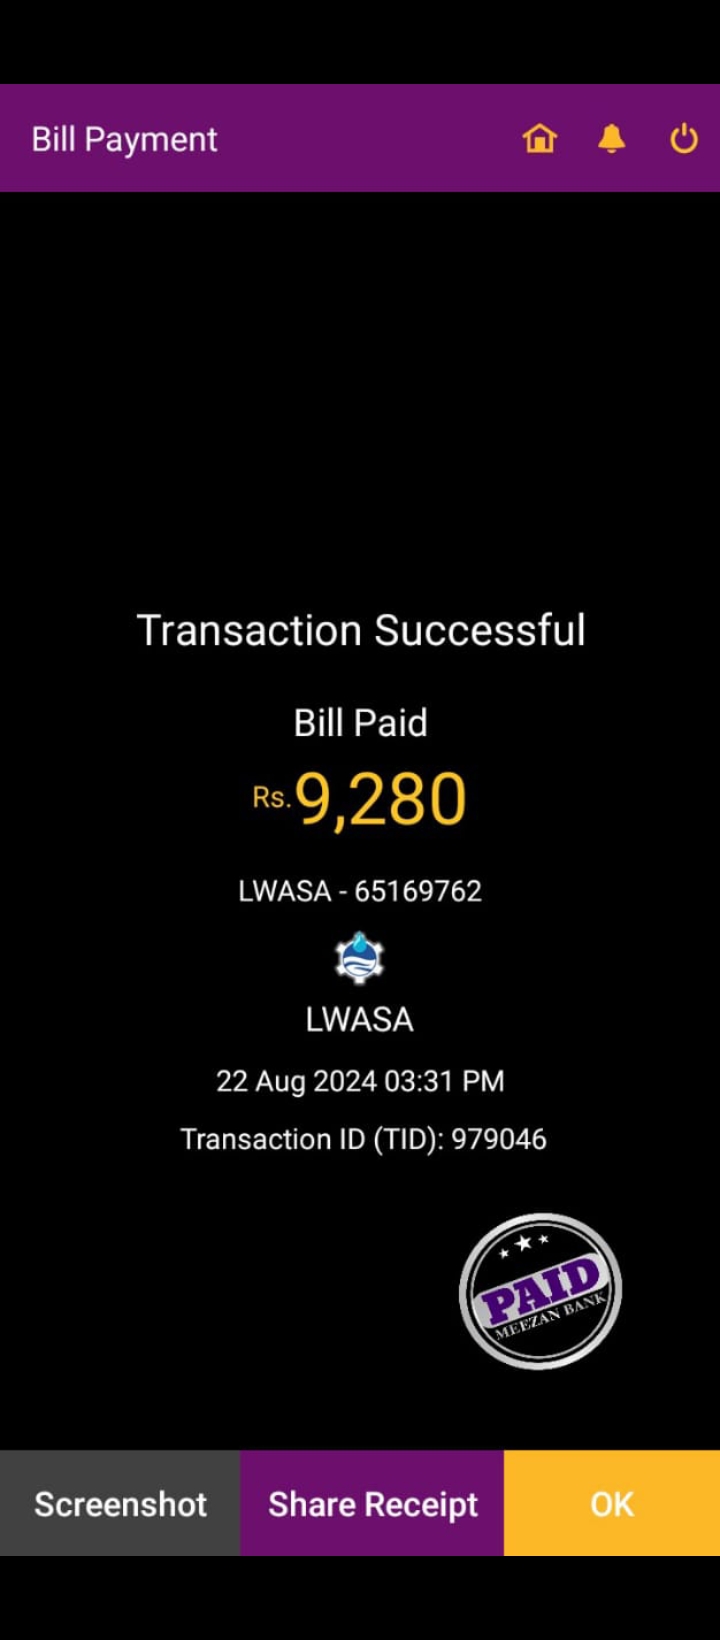 Bill Payment
Transaction Successful
Bill Paid
Rs.9,280
LWASA - 65169762
LWASA
22 Aug 2024 03:31 PM
Transaction ID (TID): 979046
PAID
MEEZAN BANK
Screenshot
Share Receipt
OK